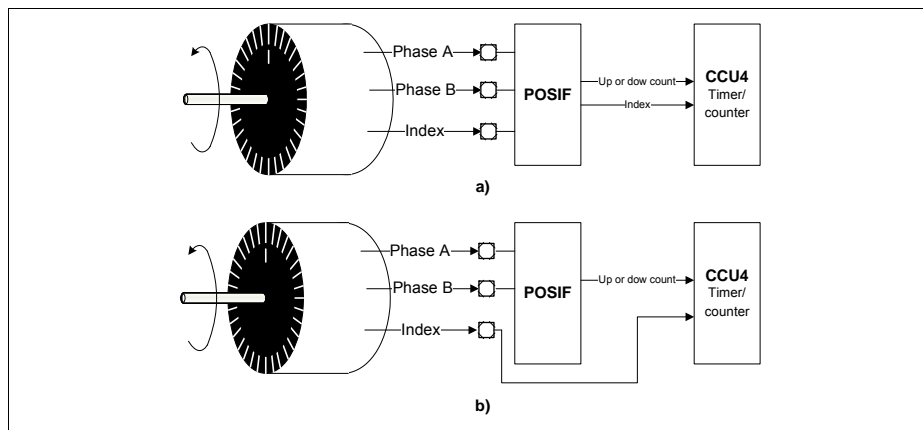 Phase A
Phase B
Index
POSIF
Up or dow count
Index
CCU4
Timer/
counter
a)
Phase A
Phase B
Index
POSIF
Up or dow count
CCU4
Timer/
counter
b)